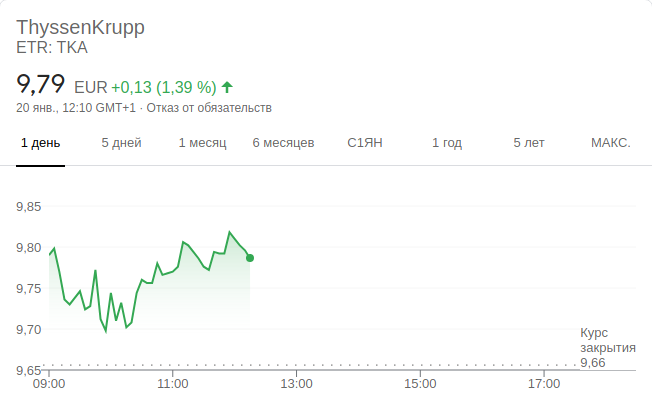 ThyssenKrupp
ETR: TKA
9,79 EUR +0,13 (1,39 %)
20 янв., 12:10 GMT+1 · Отказ от обязательств
1 день 5 дней 1 месяц 6 месяцев С1ЯН 1 год 5 лет МАКС.
9,85
9,80
9,75
9,70
9,65
Курс
закрытия
9,66
09:00 11:00 13:00 15:00 17:00